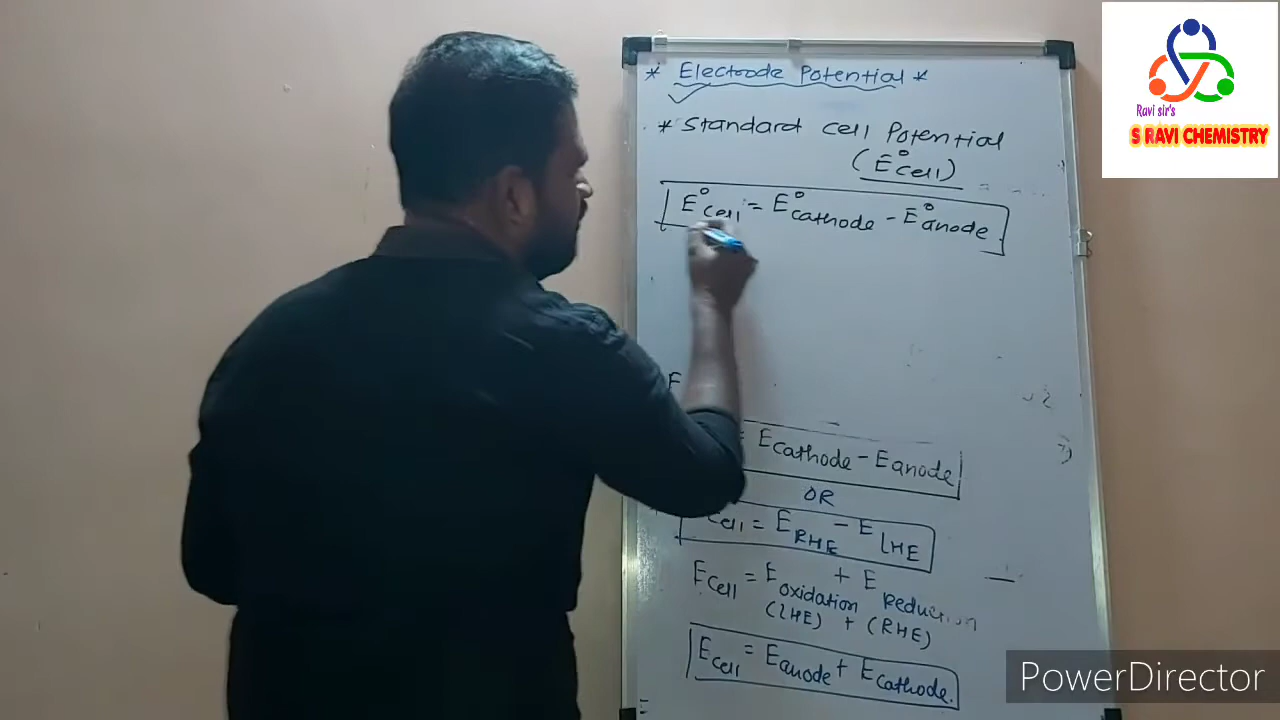 * Electrode Potential *
* Standard cell Potential
(E°cell)
E°cell = E°cathode - E°anode.
E
= Ecathode - Eanode
OR
cell = ERHE - ELHE
Ecell = Eoxidation + EReduction
(LHE) + (RHE)
Ecell = Eanode + Ecathode.
Ravi sir's
S RAVI CHEMISTRY
PowerDirector